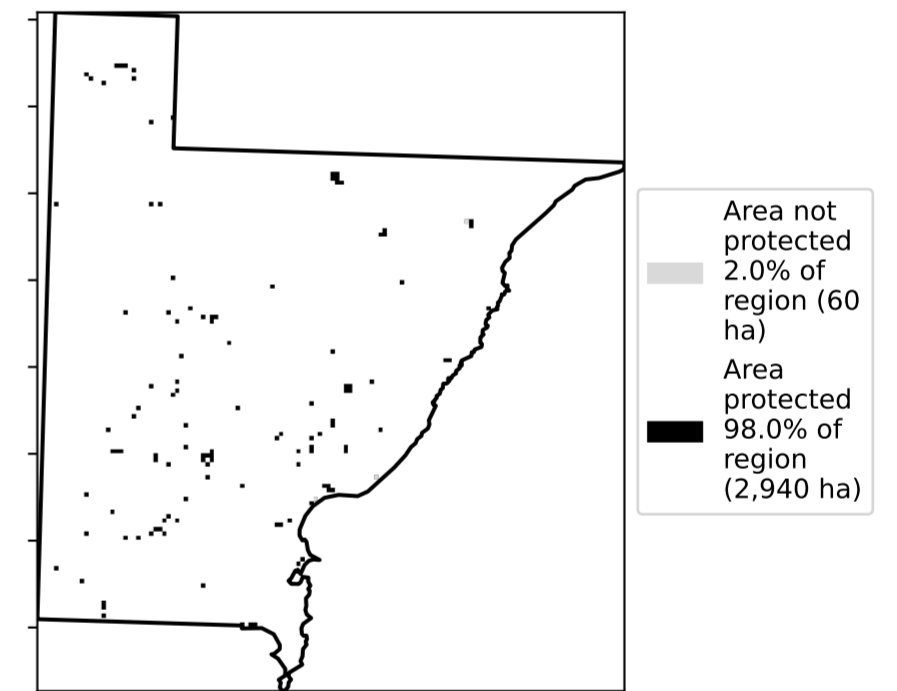 Area not
protected
2.0% of
region (60
ha)
Area
protected
98.0% of
region
(2,940 ha)